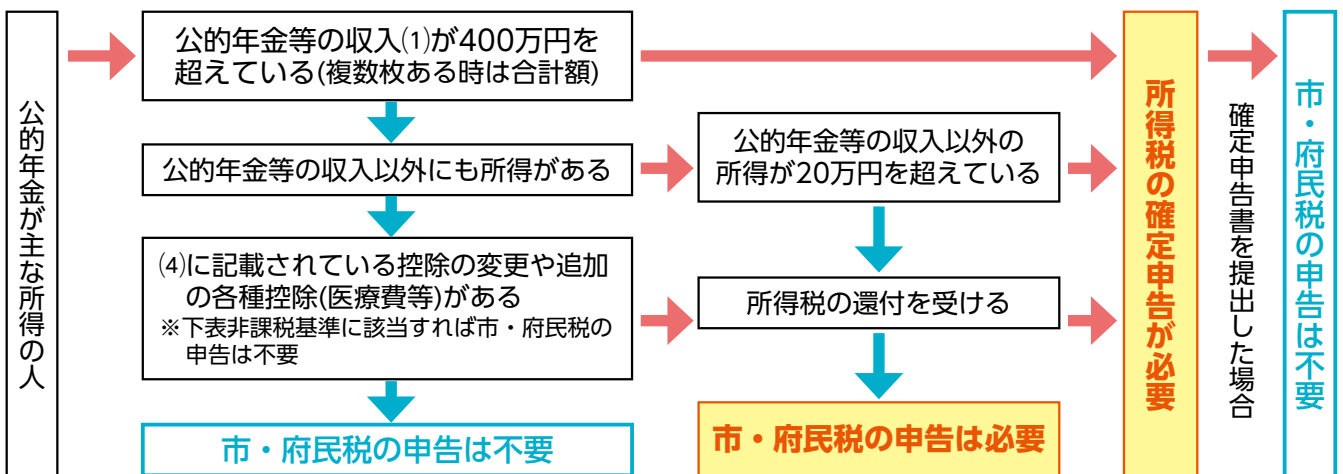 公的年金が主な所得の人
公的年金等の収入⑴が400万円を
超えている(複数枚ある時は合計額)
公的年金等の収入以外にも所得がある
公的年金等の収入以外の
所得が20万円を超えている
⑷に記載されている控除の変更や追加
の各種控除(医療費等)がある
※下表非課税基準に該当すれば市・府民税の
申告は不要
所得税の還付を受ける
市・府民税の申告は不要
市・府民税の申告は必要
所得税の確定申告が必要
確定申告書を提出した場合
市・府民税の申告は不要